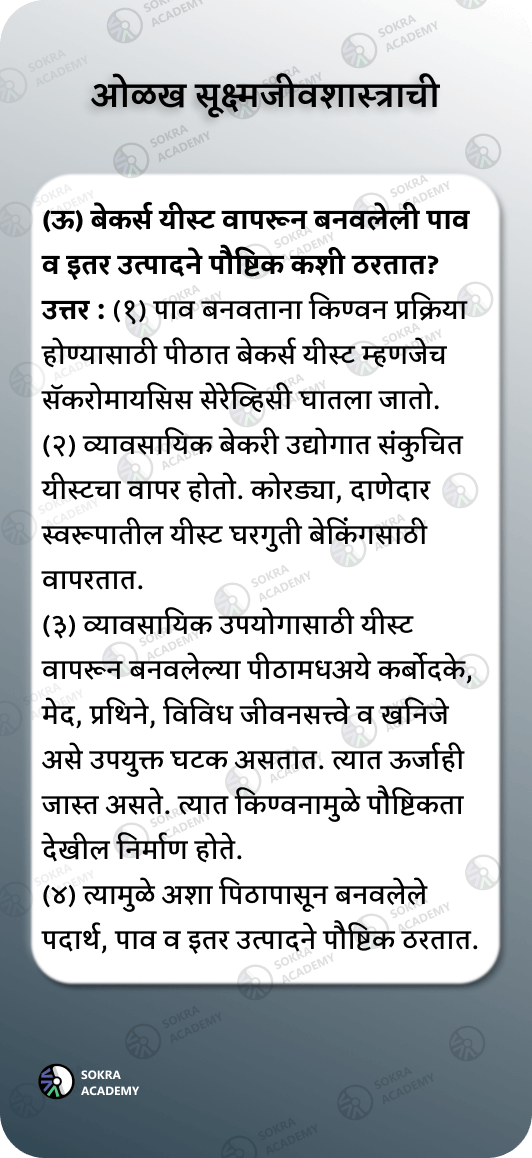 ओळख सूक्ष्मजीवशास्त्राची
(ऊ) बेकर्स यीस्ट वापरून बनवलेली पाव
व इतर उत्पादने पौष्टिक कशी ठरतात?
उत्तर : (१) पाव बनवताना किण्वन प्रक्रिया
होण्यासाठी पीठात बेकर्स यीस्ट म्हणजेच
सॅकरोमायसिस सेरेव्हिसी घातला जातो.
(२) व्यावसायिक बेकरी उद्योगात संकुचित
यीस्टचा वापर होतो. कोरड्या, दाणेदार
स्वरूपातील यीस्ट घरगुती बेकिंगसाठी
वापरतात.
(३) व्यावसायिक उपयोगासाठी यीस्ट
वापरून बनवलेल्या पीठामधअये कर्बोदके,
मेद, प्रथिने, विविध जीवनसत्त्वे व खनिजे
असे उपयुक्त घटक असतात. त्यात ऊर्जाही
जास्त असते. त्यात किण्वनामुळे पौष्टिकता
देखील निर्माण होते.
(४) त्यामुळे अशा पिठापासून बनवलेले
पदार्थ, पाव व इतर उत्पादने पौष्टिक ठरतात.
SOKRA
ACADEMY